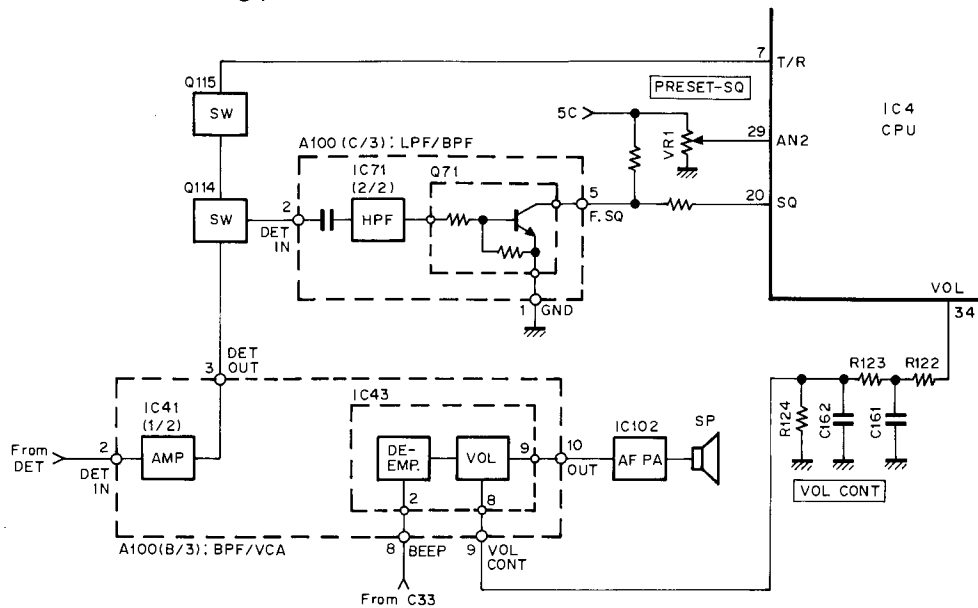 7
T/R
Q115
SW
PRESET-SQ
IC4
CPU
5C
VR1
29
AN2
A100(C/3): LPF/BPF
IC71
(2/2)
Q71
Q114
SW
2
DET
IN
HPF
5
F. SQ
20
SQ
1
GND
VOL
34
3
DET
OUT
R123
R122
IC41
(1/2)
IC43
R124
C162
C161
From
DET
2
DET
IN
AMP
DE-
EMP.
VOL
9
10
OUT
IC102
AF PA
SP
VOL CONT
2
8
A100(B/3): BPF/VCA
8
BEEP
9
VOL
CONT
From C33